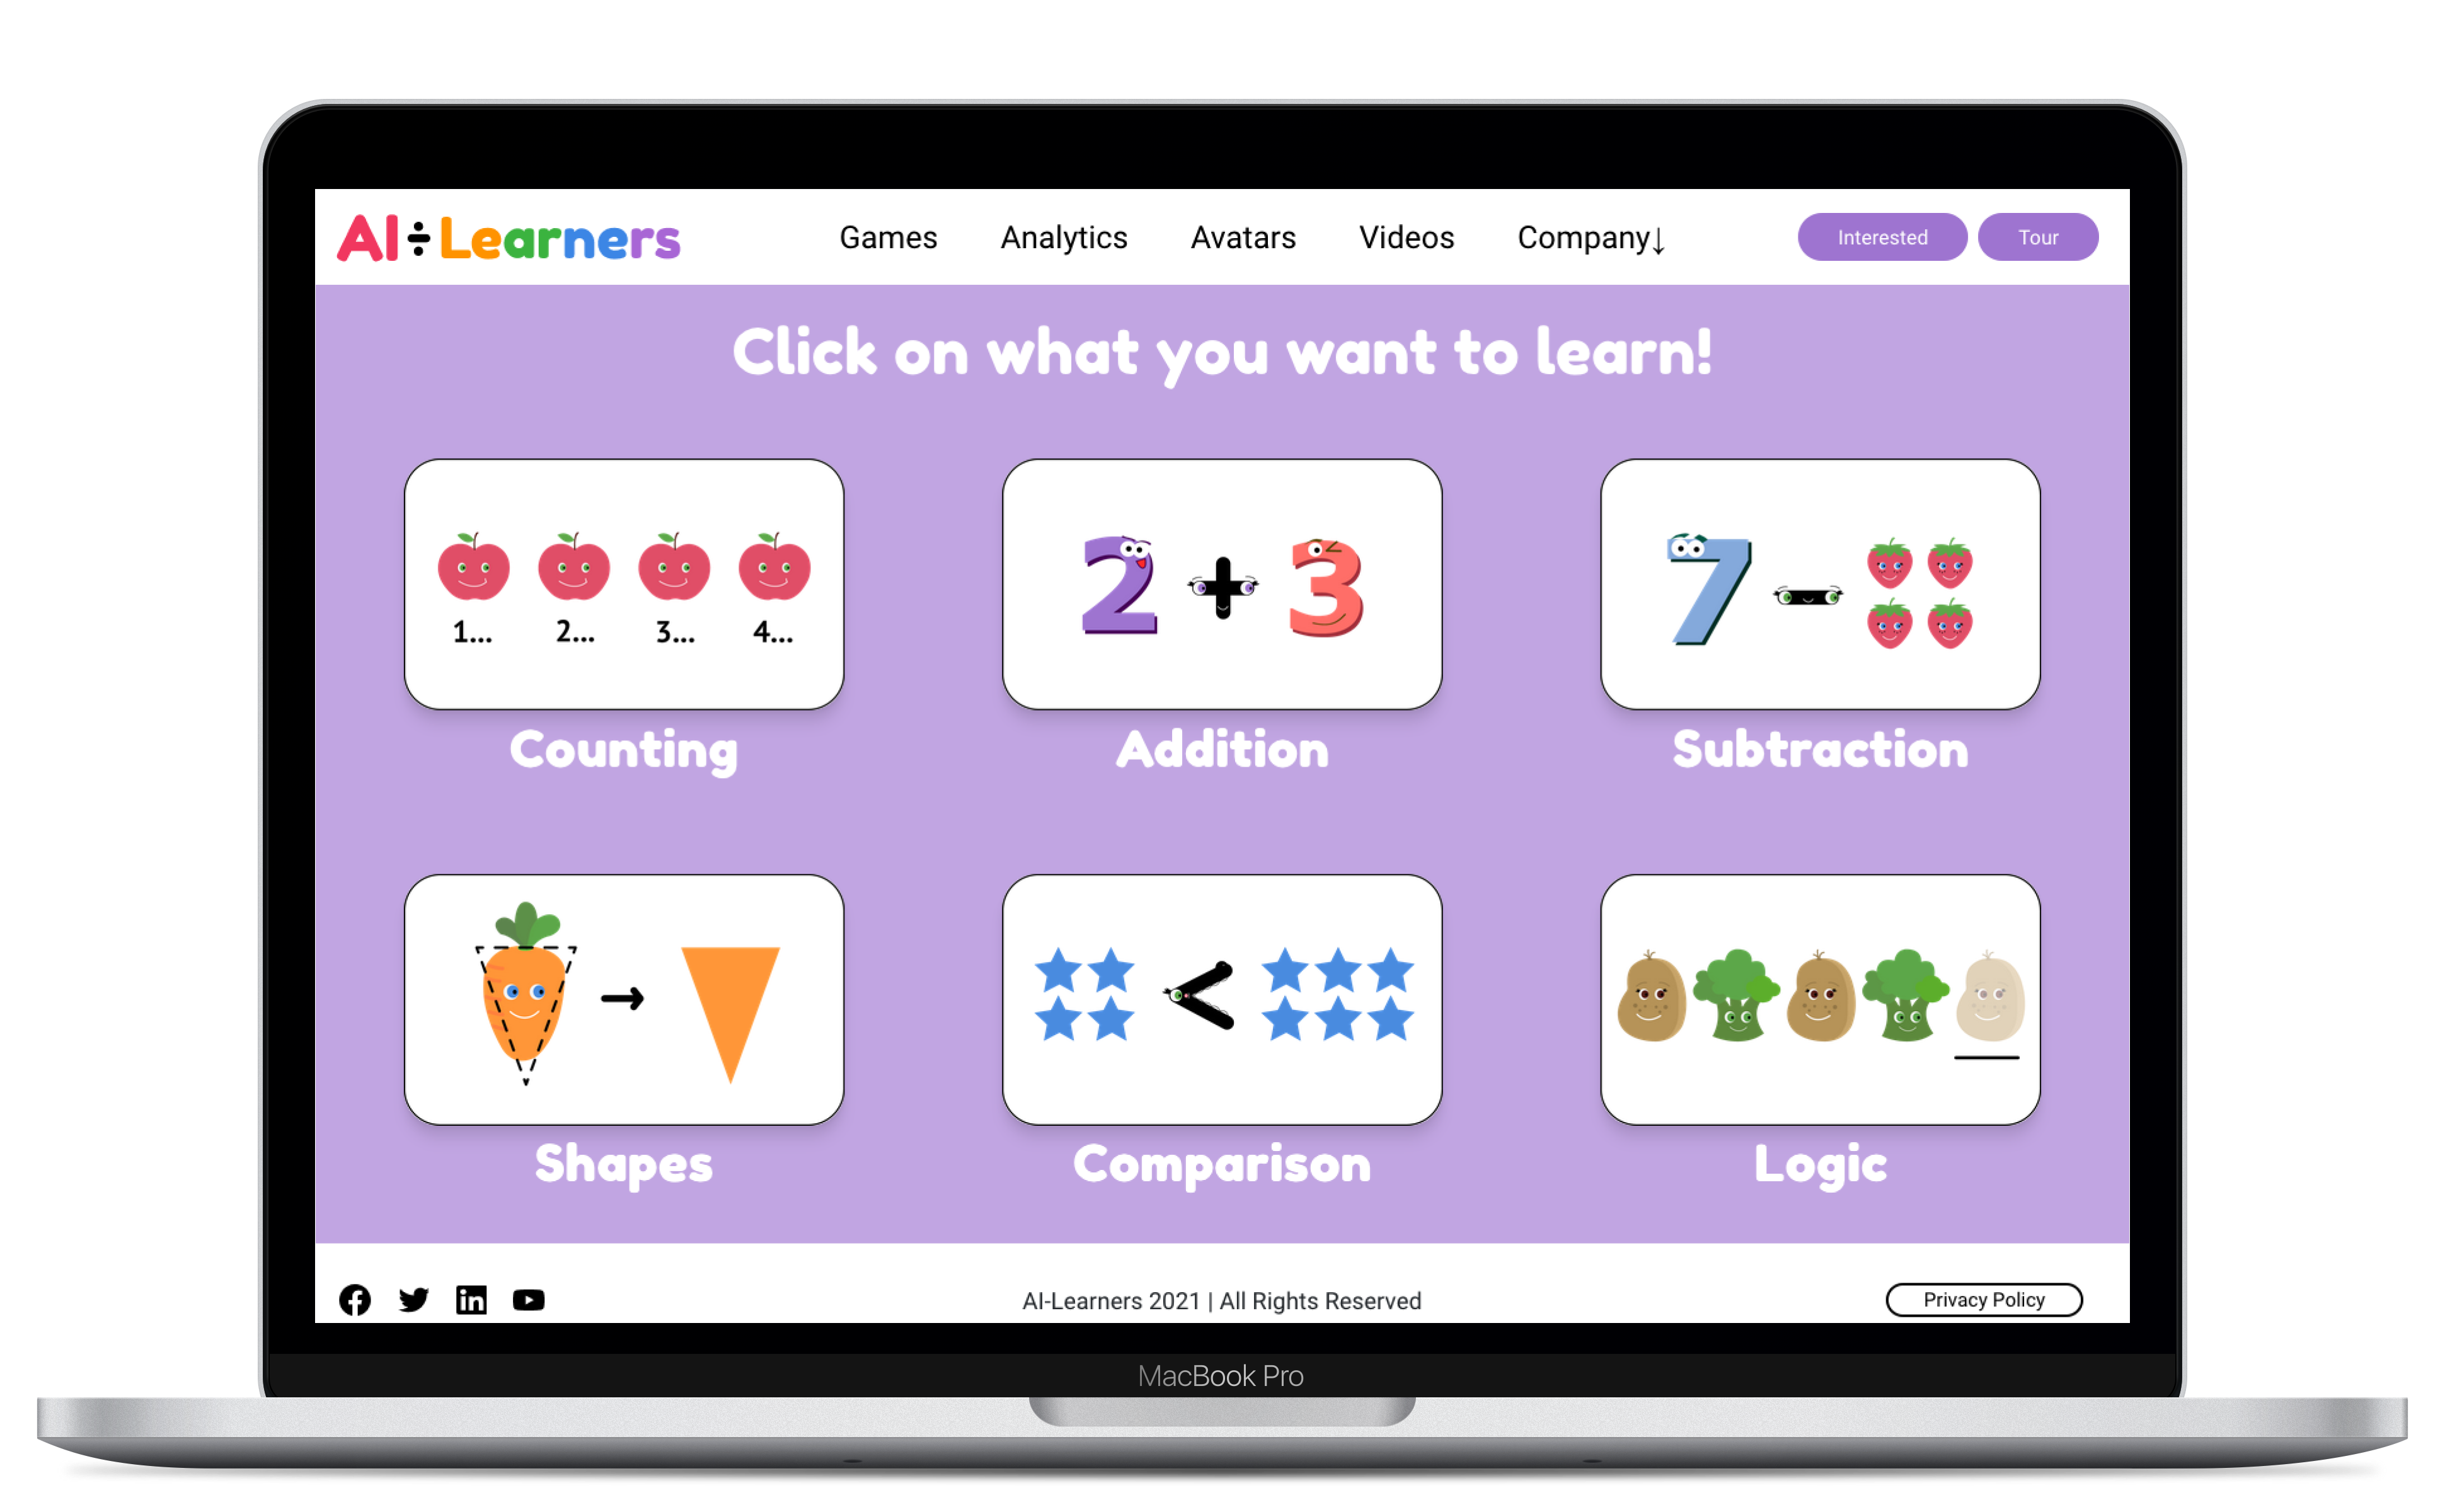 AI÷Learners
Games Analytics Avatars Videos Company↓ Interested Tour
Click on what you want to learn!
1... 2... 3... 4...
2 + 3
7 -
Counting Addition Subtraction
<
Shapes Comparison Logic
AI-Learners 2021 | All Rights Reserved
Privacy Policy
MacBook Pro